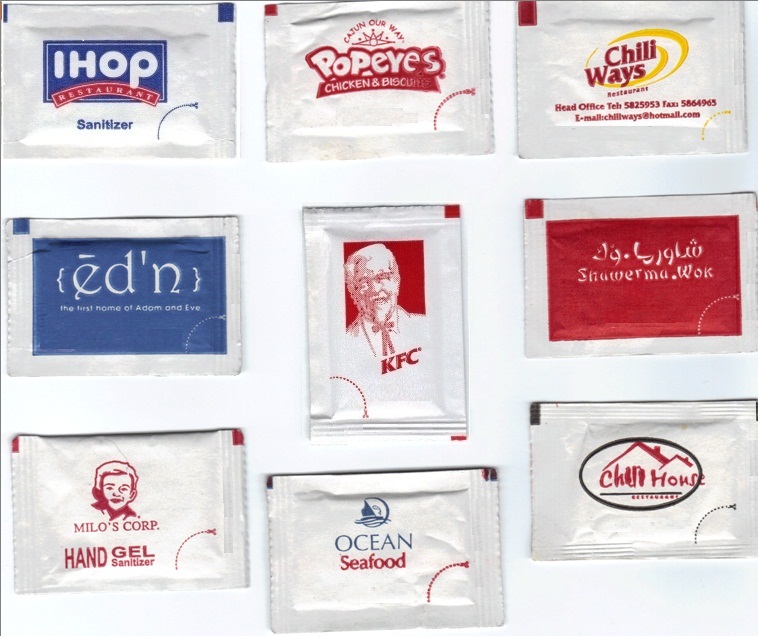 IHOP
RESTAURANT
Sanitizer
CAJUN OUR WAY
POPEYES
CHICKEN & BISCUITS
Chili
Ways
Restaurant
Head Office Tel: 5825953 Fax: 5864965
E-mail:chiliways@hotmail.com
{ēd'n}
the first home of Adam and Eve
KFC
شاورما.ووك
Shawerma.Wok
MILO'S CORP.
HAND GEL
Sanitizer
OCEAN
Seafood
Chili House
RESTAURANT